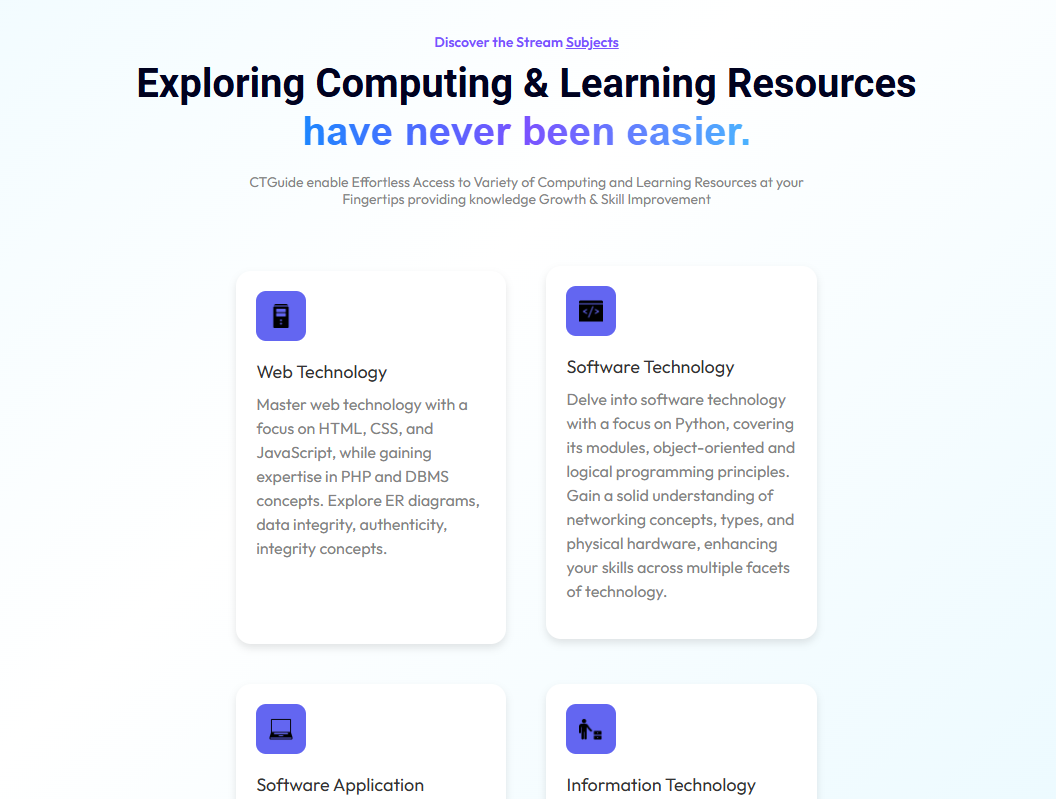 Discover the Stream Subjects
Exploring Computing & Learning Resources
have never been easier.
CTGuide enable Effortless Access to Variety of Computing and Learning Resources at your
Fingertips providing knowledge Growth & Skill Improvement
Web Technology
Master web technology with a
focus on HTML, CSS, and
JavaScript, while gaining
expertise in PHP and DBMS
concepts. Explore ER diagrams,
data integrity, authenticity,
integrity concepts.
</>
Software Technology
Delve into software technology
with a focus on Python, covering
its modules, object-oriented and
logical programming principles.
Gain a solid understanding of
networking concepts, types, and
physical hardware, enhancing
your skills across multiple facets
of technology.
Software Application
Information Technology